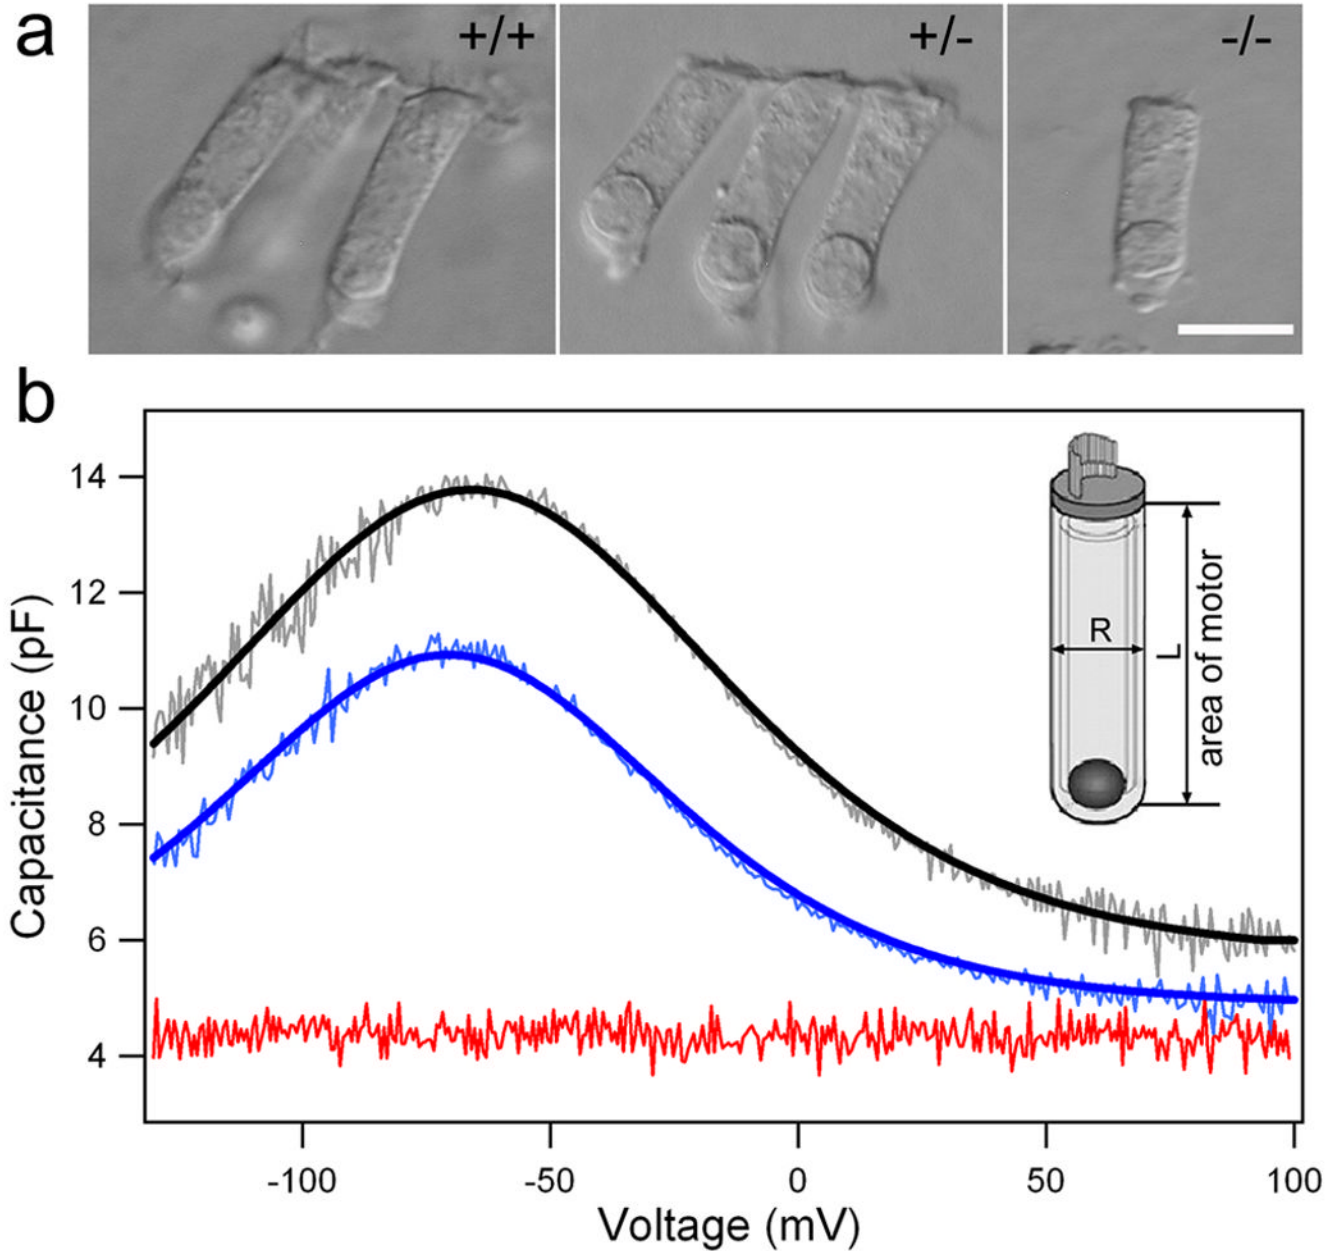 a
+/+
+/-
-/-
b
Capacitance (pF)
14
12
10
8
6
4
R
L
area of motor
-100
-50
0
50
100
Voltage (mV)